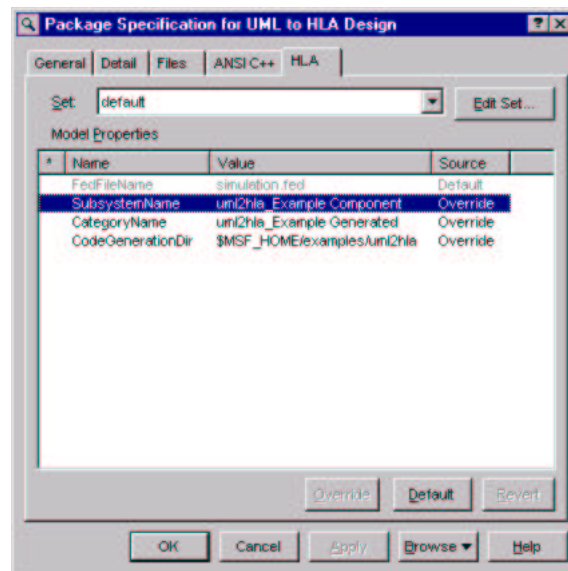 Package Specification for UML to HLA Design
General Detail Files ANSI C++ HLA
Set: default Edit Set...
Model Properties
* Name Value Source
FedFileName simulation.fed Default
SubsystemName uml2hla_Example Component Override
CategoryName uml2hla_Example Generated Override
CodeGenerationDir $MSF_HOME/examples/uml2hla Override
Override Default Revert
OK Cancel Apply Browse Help